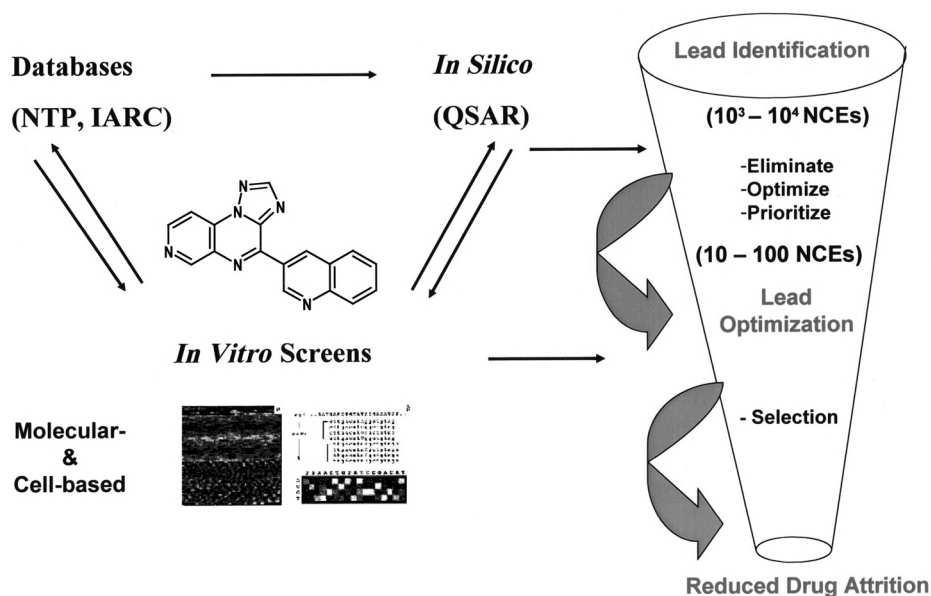 Databases
(NTP, IARC)
In Silico
(QSAR)
N
N
N
N
N
N
In Vitro Screens
Molecular-
&
Cell-based
Lead Identification
(10³ – 10⁴ NCEs)
-Eliminate
-Optimize
-Prioritize
(10 – 100 NCEs)
Lead
Optimization
- Selection
Reduced Drug Attrition